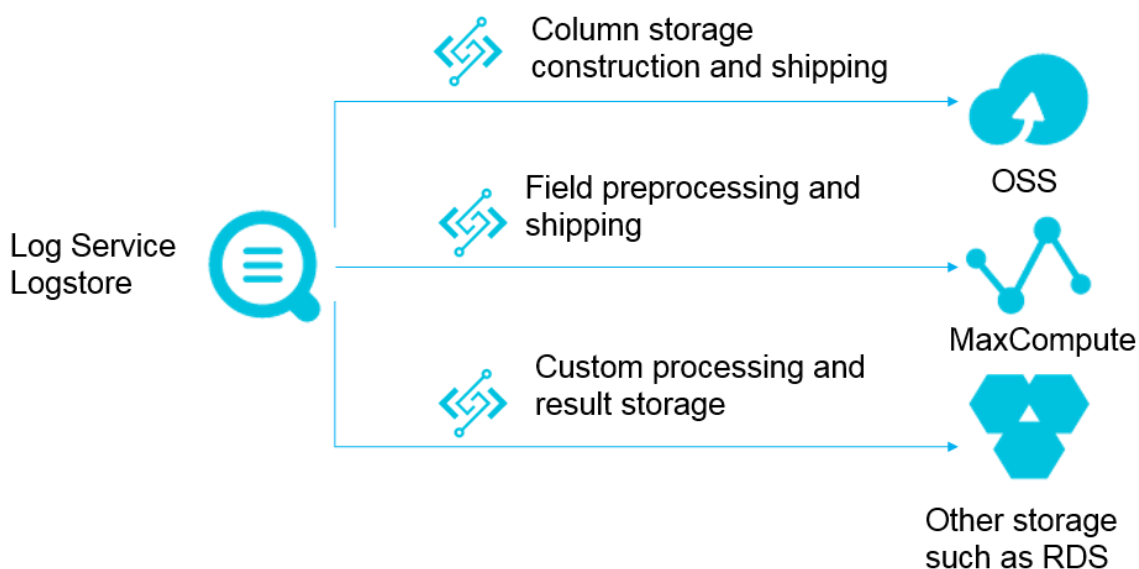 Column storage
construction and shipping
OSS
Field preprocessing and
shipping
Log Service
Logstore
MaxCompute
Custom processing and
result storage
Other storage
such as RDS